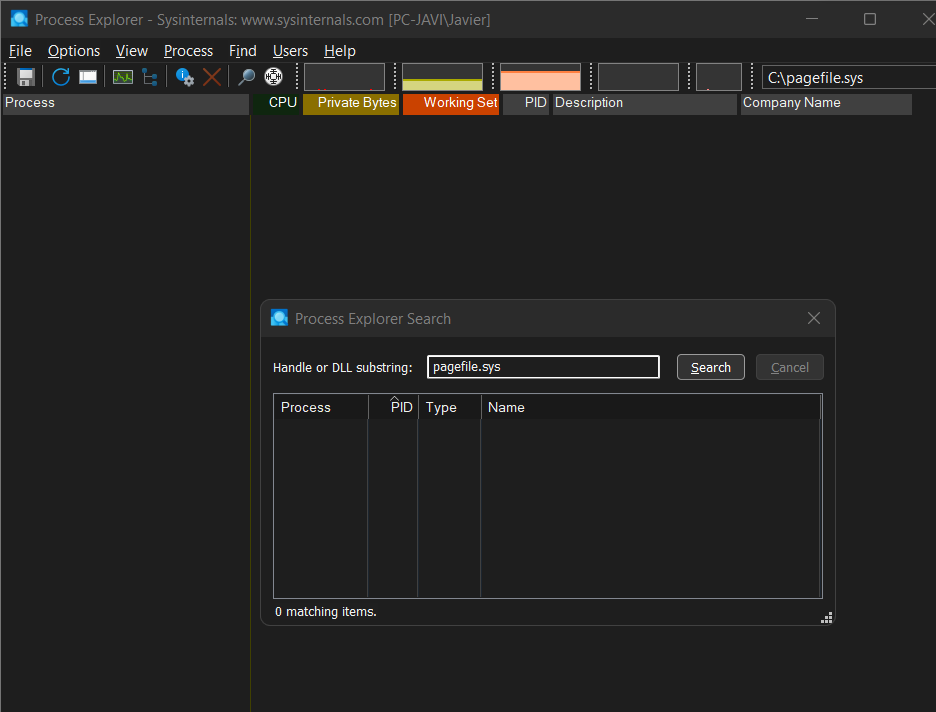 Process Explorer - Sysinternals: www.sysinternals.com [PC-JAVI\Javier]
File Options View Process Find Users Help
C:\pagefile.sys
Process CPU Private Bytes Working Set PID Description Company Name
Process Explorer Search
Handle or DLL substring: pagefile.sys Search Cancel
Process PID Type Name
0 matching items.